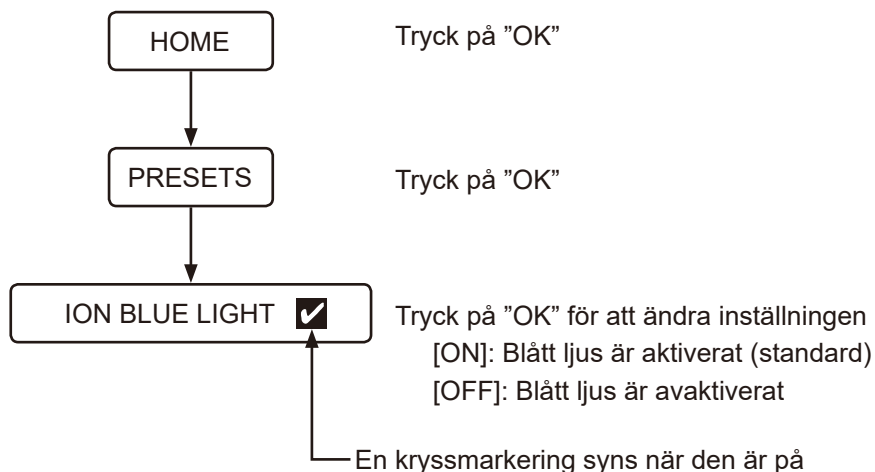 HOME
Tryck på ”OK”
PRESETS
Tryck på ”OK”
ION BLUE LIGHT ✔
Tryck på ”OK” för att ändra inställningen
[ON]: Blått ljus är aktiverat (standard)
[OFF]: Blått ljus är avaktiverat
En kryssmarkering syns när den är på